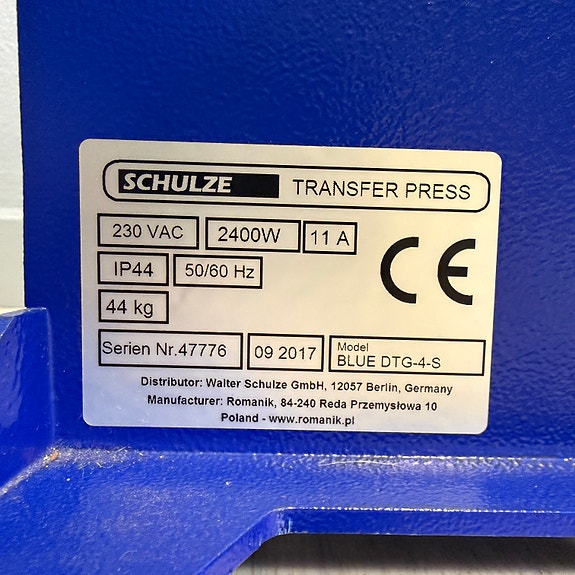 SCHULZE TRANSFER PRESS
230 VAC 2400W 11 A
IP44 50/60 Hz
CE
44 kg
Serien Nr.47776 09 2017 Model BLUE DTG-4-S
Distributor: Walter Schulze GmbH, 12057 Berlin, Germany
Manufacturer: Romanik, 84-240 Reda Przemysłowa 10
Poland - www.romanik.pl